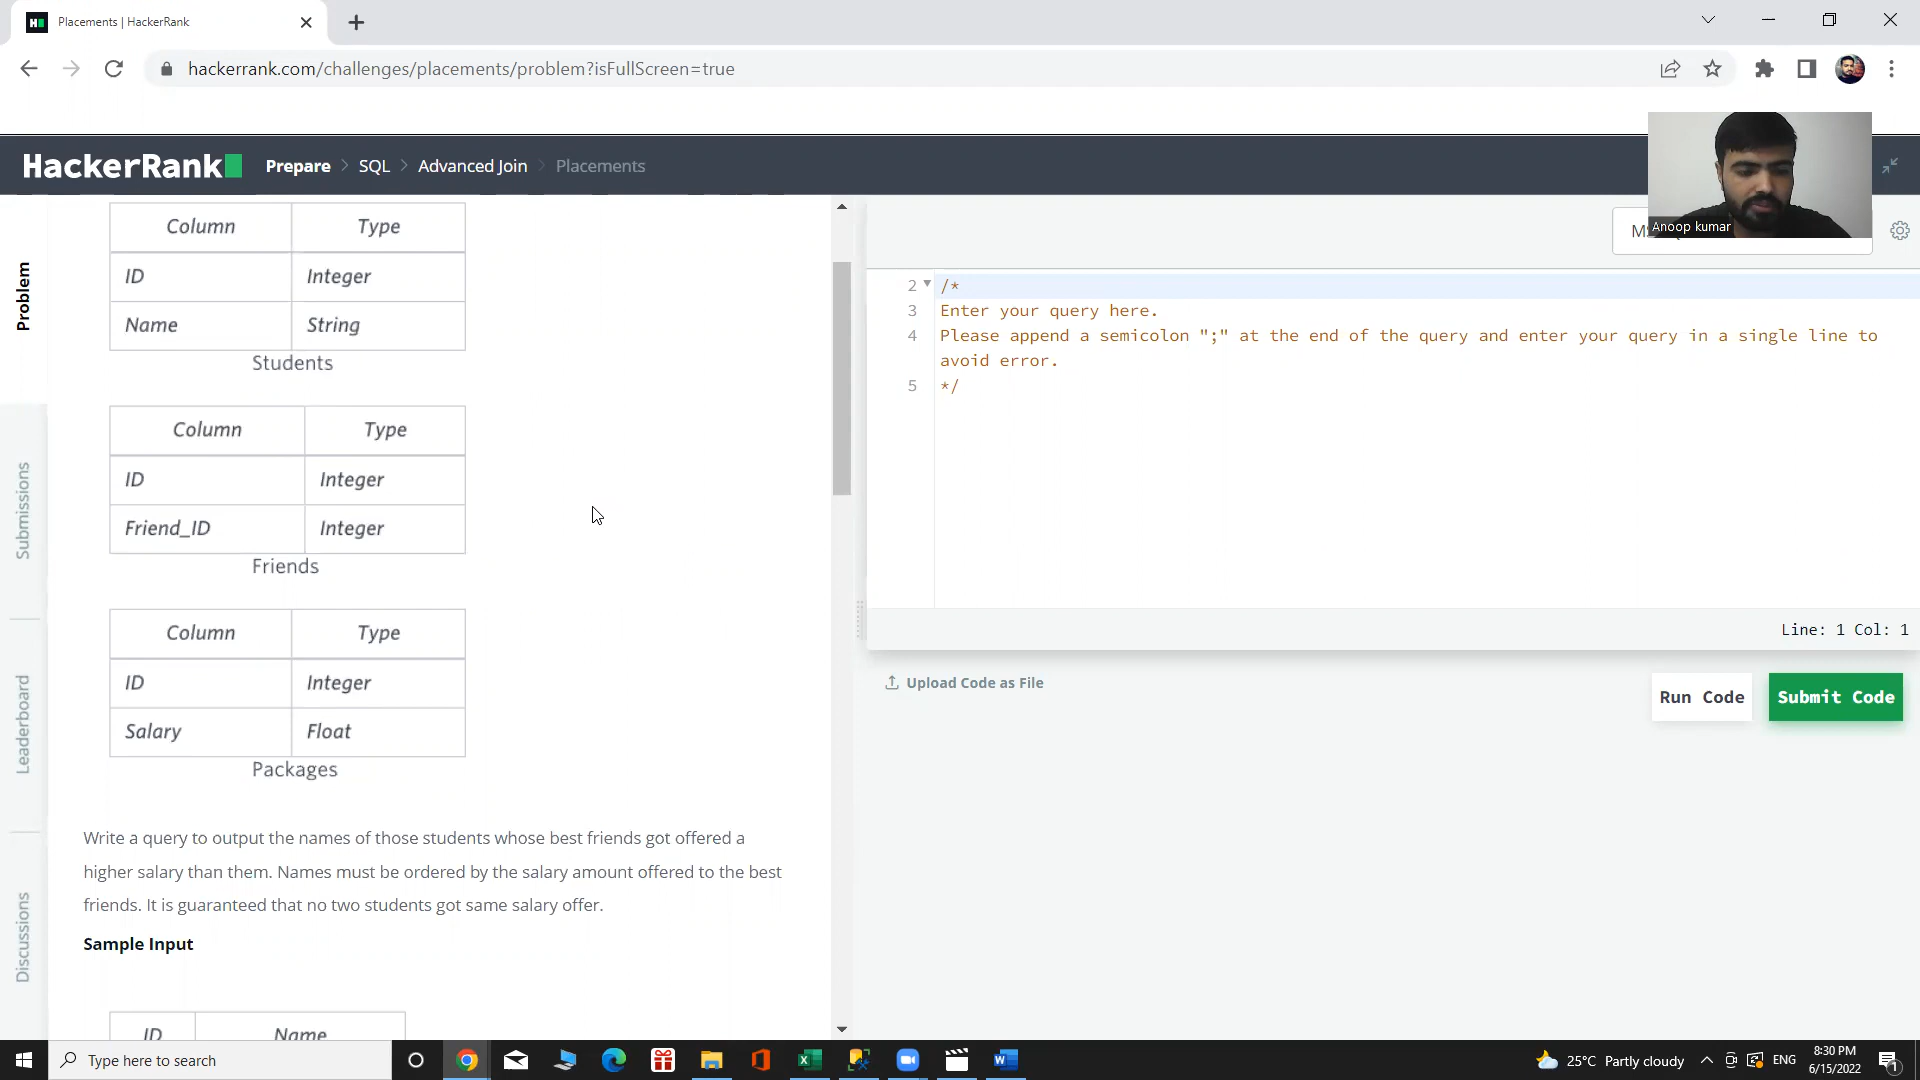 Placements | HackerRank
hackerrank.com/challenges/placements/problem?isFullScreen=true
HackerRank Prepare SQL Advanced Join Placements
Anoop kumar
Problem
Submissions
Leaderboard
Discussions
Column Type
ID Integer
Name String
Students
Column Type
ID Integer
Friend_ID Integer
Friends
Column Type
ID Integer
Salary Float
Packages
Write a query to output the names of those students whose best friends got offered a
higher salary than them. Names must be ordered by the salary amount offered to the best
friends. It is guaranteed that no two students got same salary offer.
Sample Input
ID Name
2 /*
3 Enter your query here.
4 Please append a semicolon ";" at the end of the query and enter your query in a single line to
avoid error.
5 */
Line: 1 Col: 1
Upload Code as File
Run Code
Submit Code
Type here to search
25°C Partly cloudy
ENG
8:30 PM
6/15/2022
1